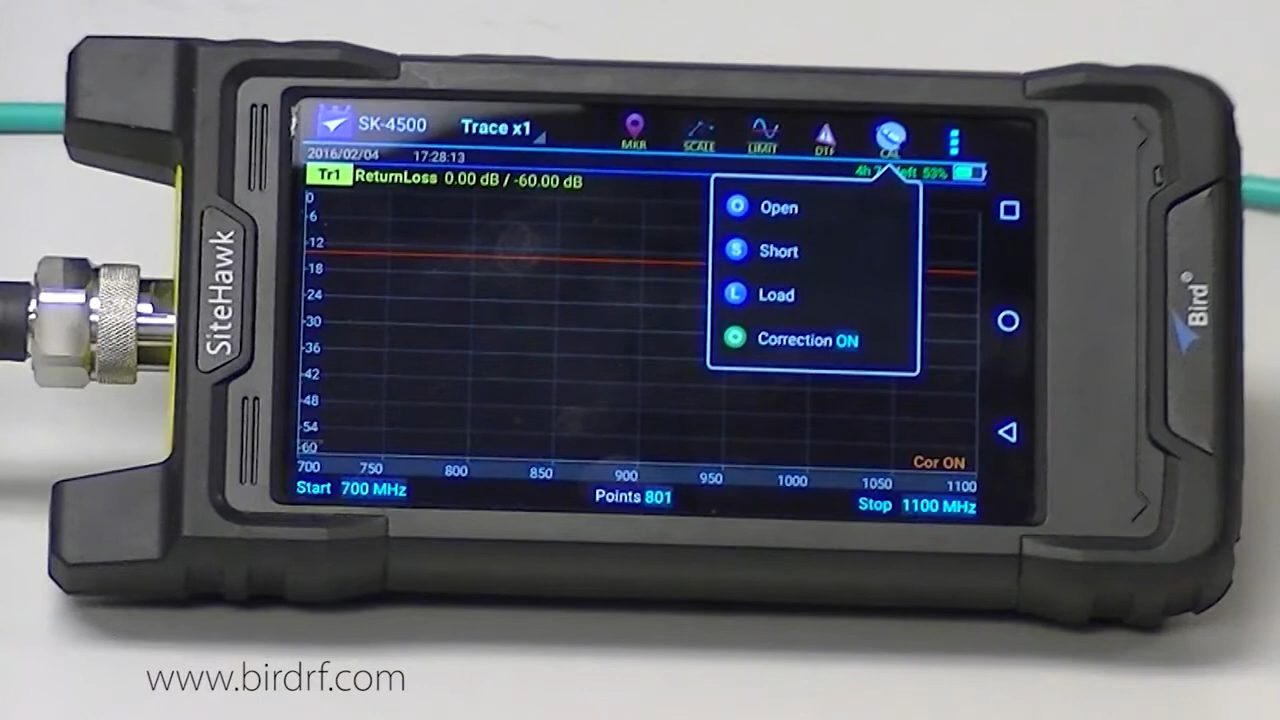 SK-4500 Trace x1
MKR SCALE LIMIT DTF CAL
2016/02/04 17:28:13
left 53%
Tr1 ReturnLoss 0.00 dB / -60.00 dB
0
-6
-12
-18
-24
-30
-36
-42
-48
-54
-60
Open
Short
Load
Correction ON
Cor ON
700 750 800 850 900 950 1000 1050 1100
Start 700 MHz Points 801 Stop 1100 MHz
SiteHawk
Bird®
www.birdrf.com